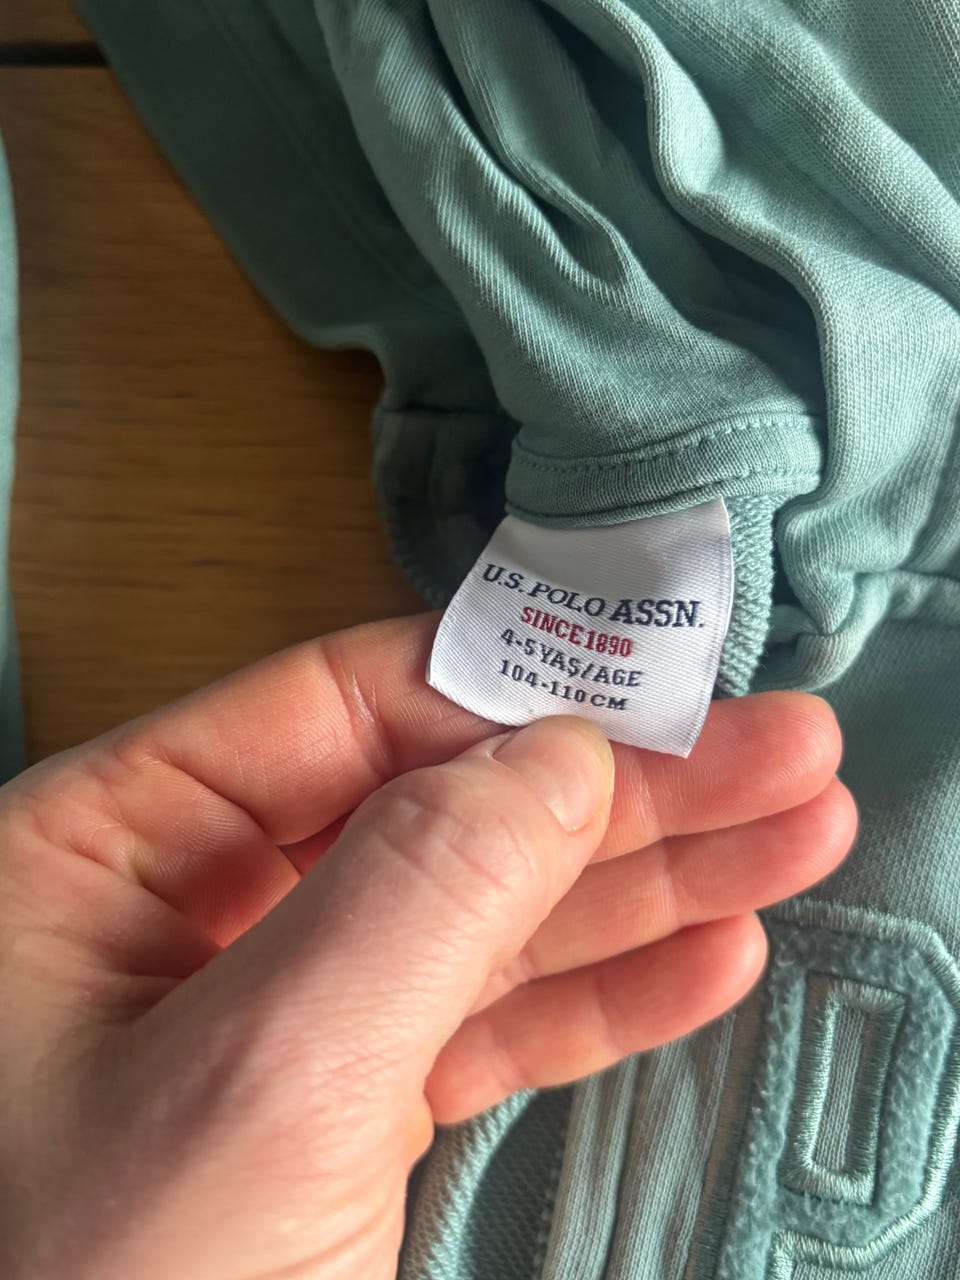 U.S. POLO ASSN.
SINCE 1890
4-5 YAŞ/AGE
104-110 CM
P